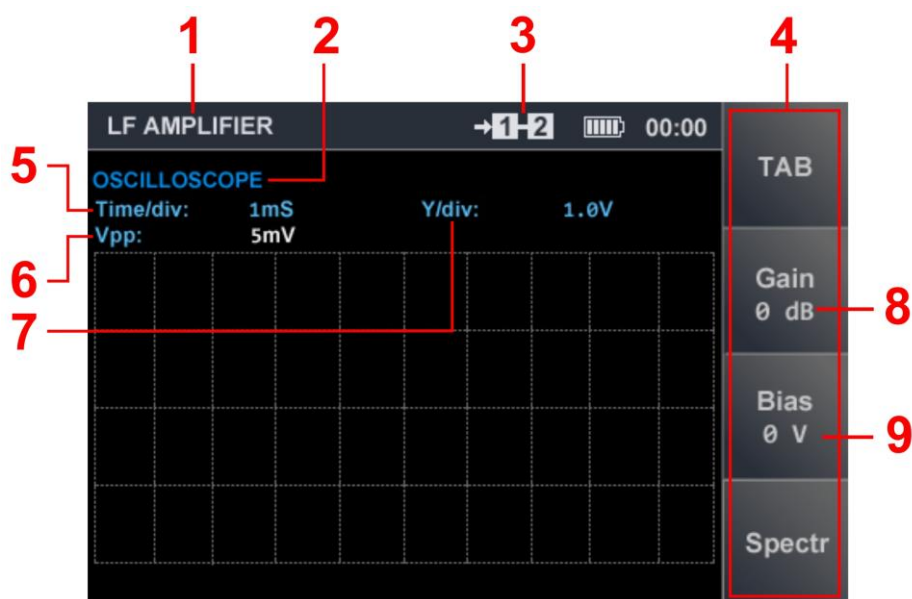 1
2
3
4
LF AMPLIFIER
→1-2
00:00
TAB
5
OSCILLOSCOPE
Time/div: 1mS Y/div: 1.0V
Vpp: 5mV
6
7
Gain
0 dB
8
Bias
0 V
9
Spectr